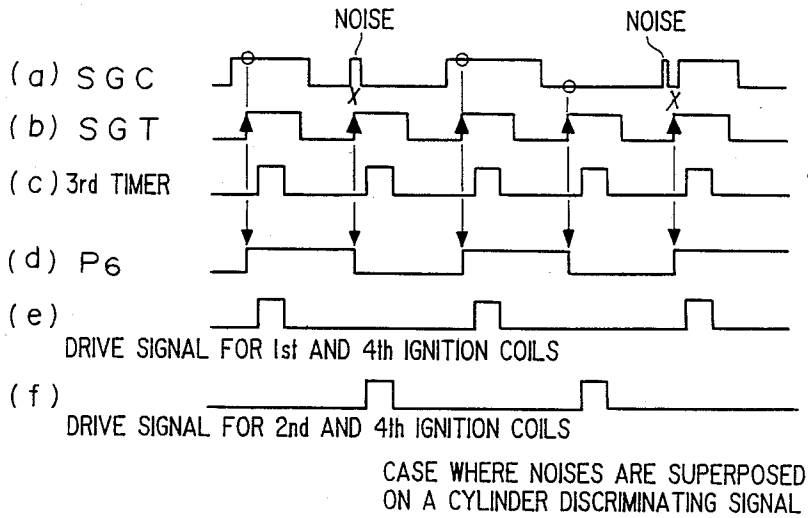 NOISE
NOISE
(a) SGC
X
X
(b) SGT
(c) 3rd TIMER
(d) P6
(e)
DRIVE SIGNAL FOR 1st AND 4th IGNITION COILS
(f)
DRIVE SIGNAL FOR 2nd AND 4th IGNITION COILS
CASE WHERE NOISES ARE SUPERPOSED
ON A CYLINDER DISCRIMINATING SIGNAL